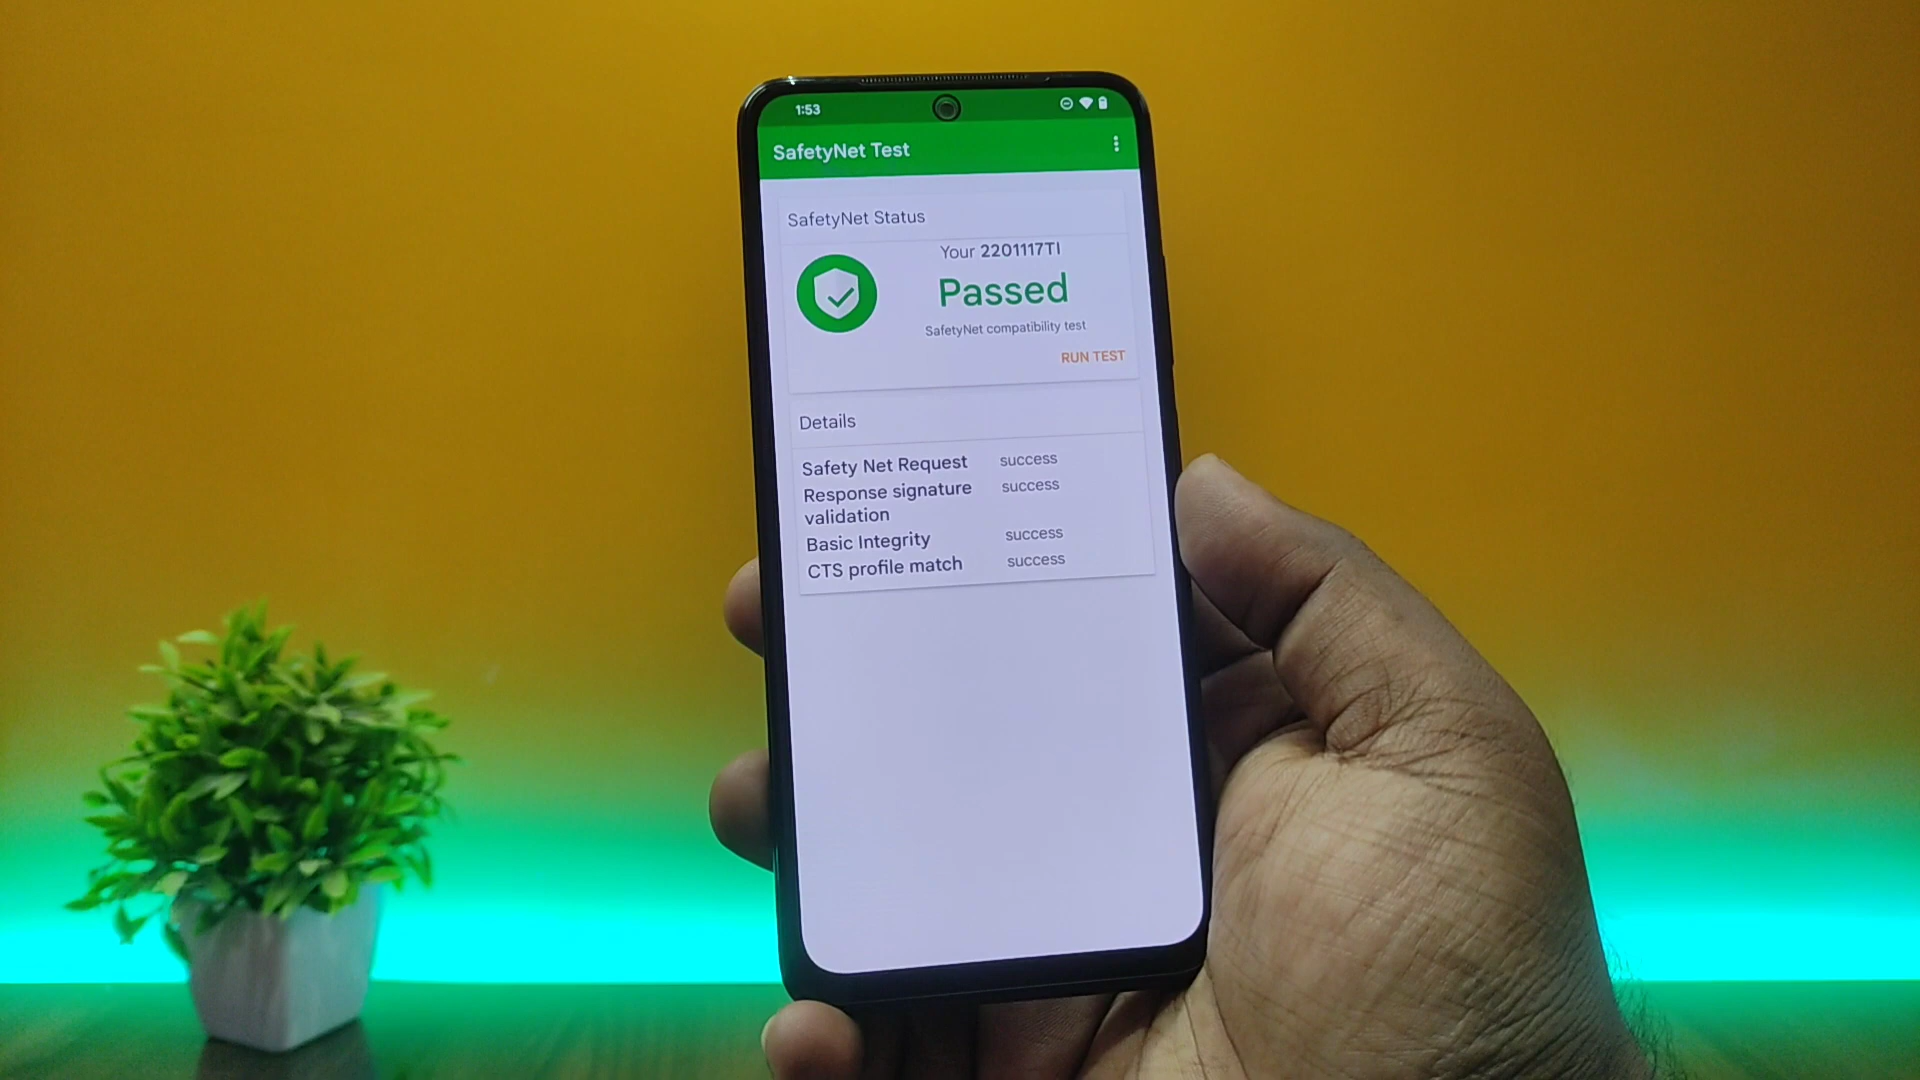 1:53
SafetyNet Test
SafetyNet Status
Your 2201117TI
Passed
SafetyNet compatibility test
RUN TEST
Details
Safety Net Request success
Response signature success
validation
Basic Integrity success
CTS profile match success